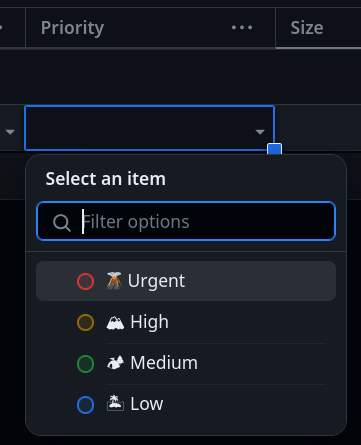 Priority ··· Size
Select an item
Filter options
🌋 Urgent
🏔 High
🏕 Medium
🏝 Low